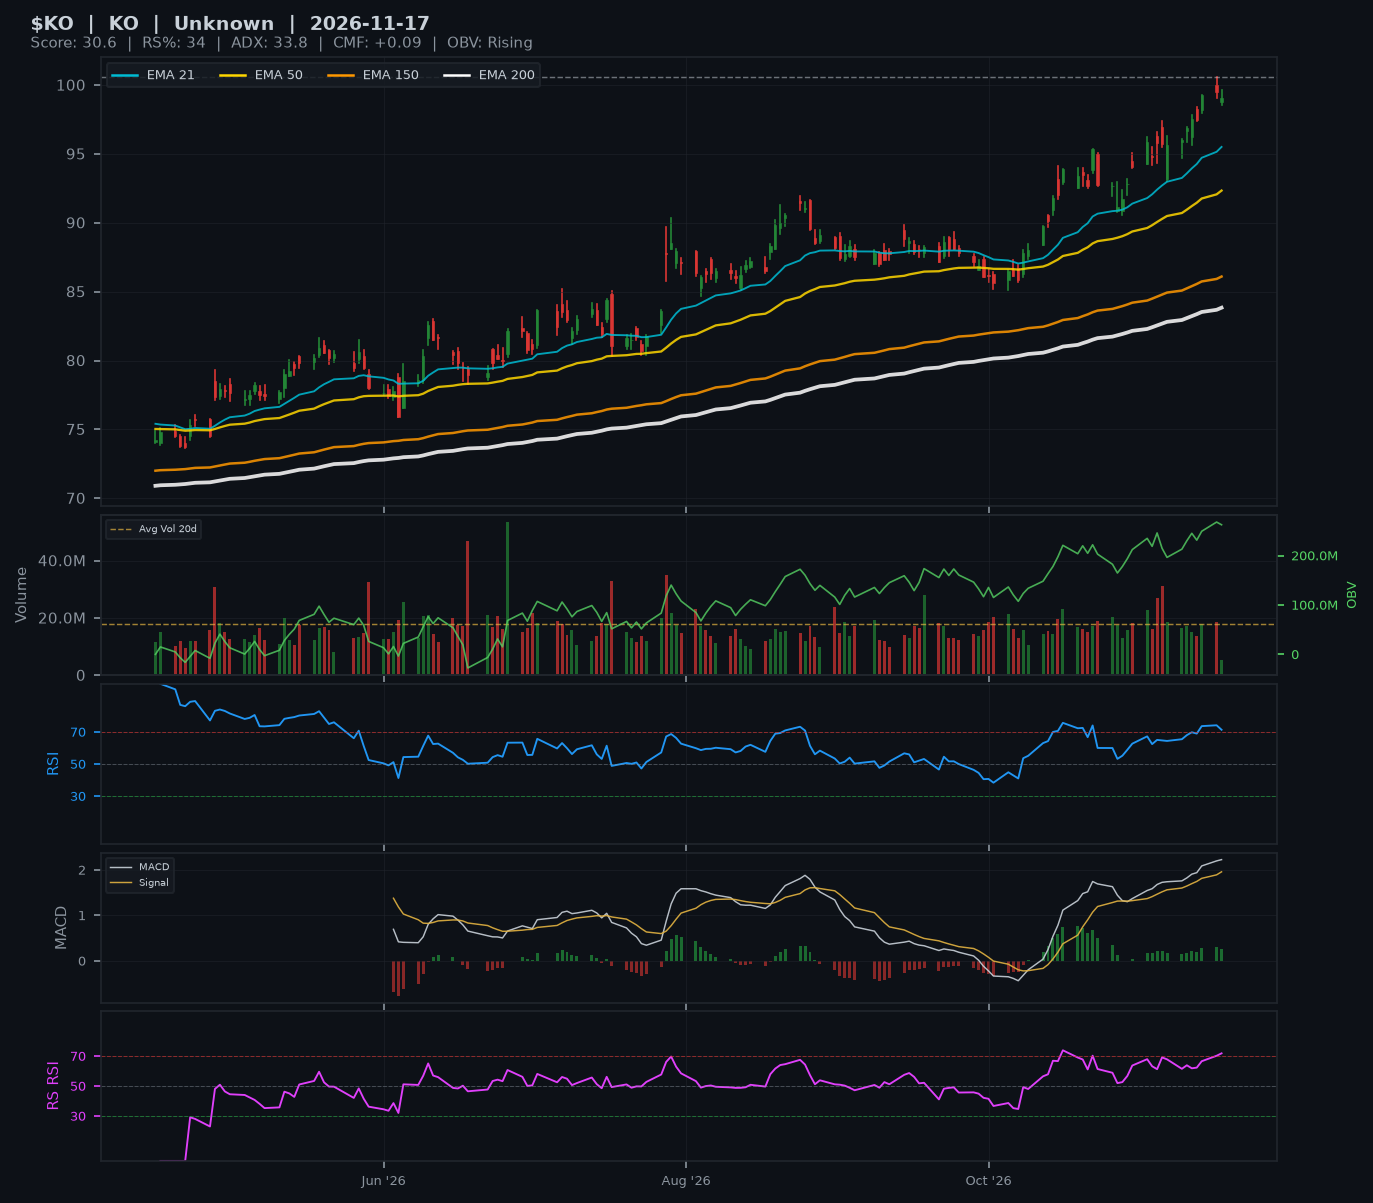 $KO | KO | Unknown | 2026-11-17
Score: 30.6 | RS%: 34 | ADX: 33.8 | CMF: +0.09 | OBV: Rising
EMA 21 EMA 50 EMA 150 EMA 200
100
95
90
85
80
75
70
Avg Vol 20d
Volume
40.0M
20.0M
0
OBV
200.0M
100.0M
0
RSI
70
50
30
MACD
Signal
MACD
2
1
0
RS RSI
70
50
30
Jun '26 Aug '26 Oct '26